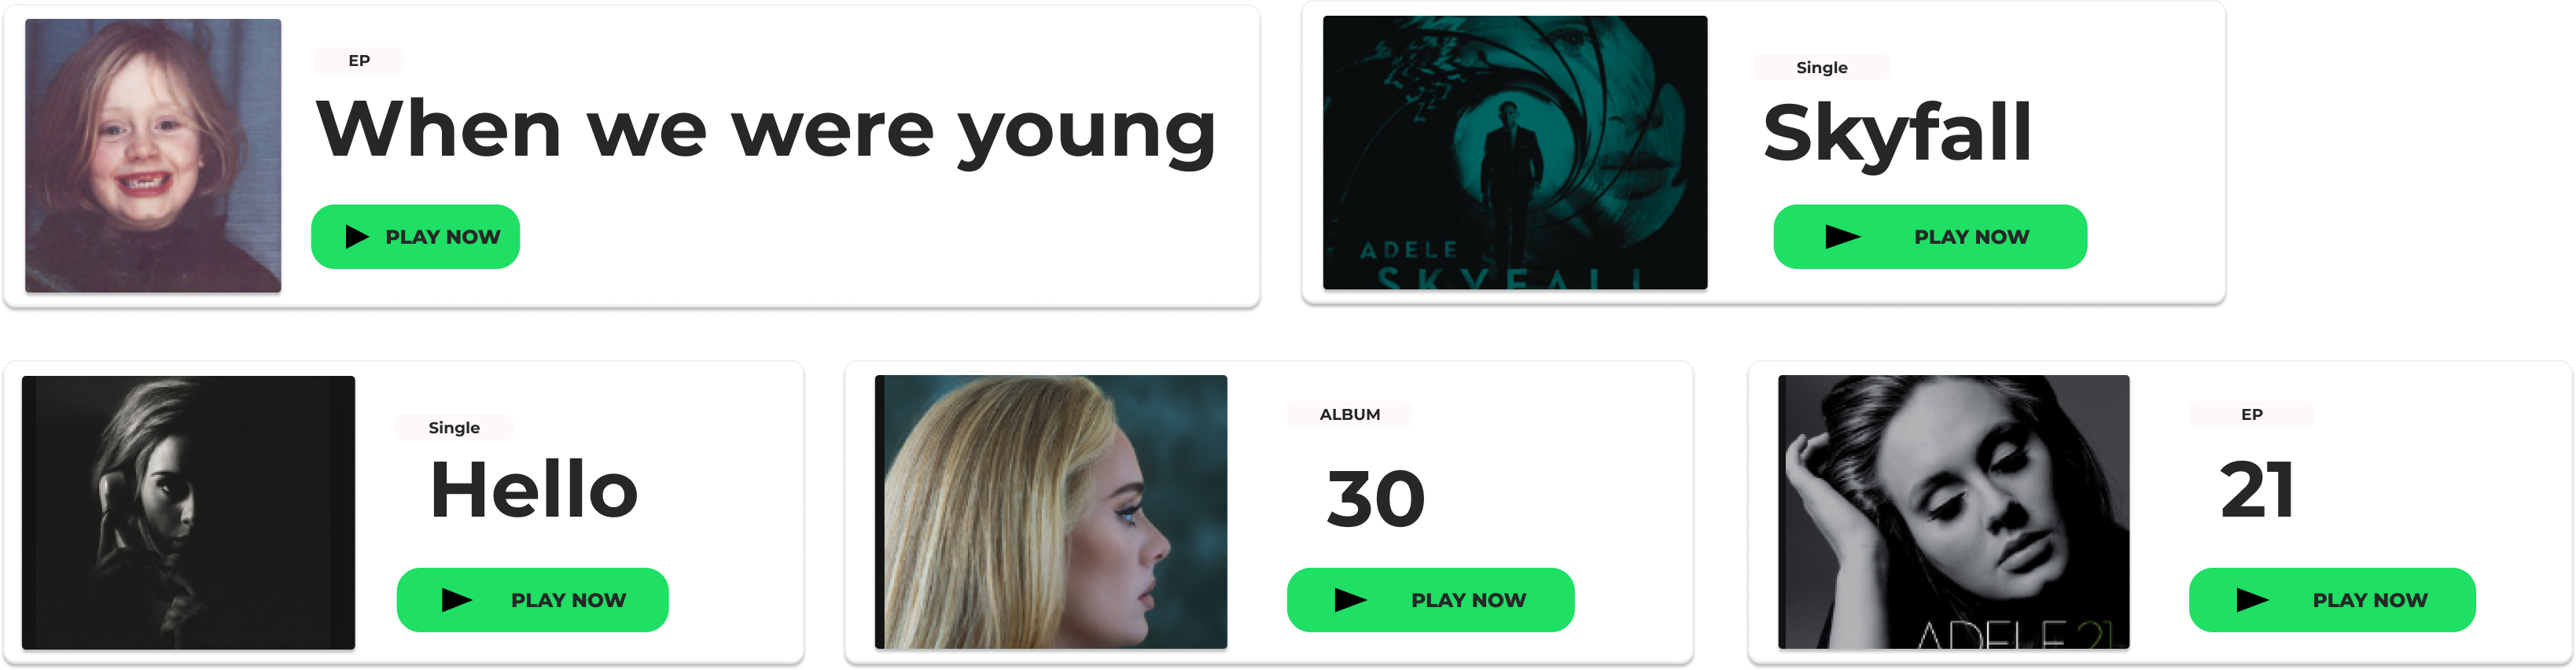 EP
When we were young
PLAY NOW
Single
Skyfall
PLAY NOW
ADELE
SKYFALL
Single
Hello
PLAY NOW
ALBUM
30
PLAY NOW
EP
21
PLAY NOW
ADELE 21